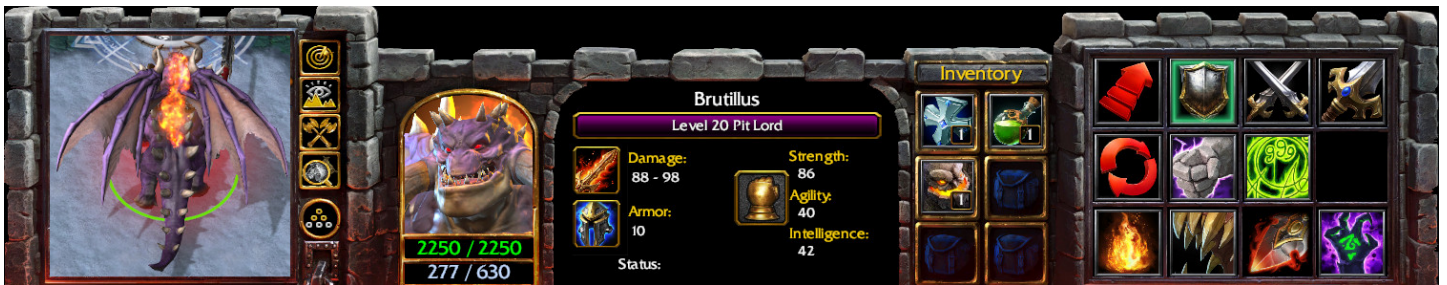 Brutillus
Level 20 Pit Lord
Damage:
88 - 98
Armor:
10
Strength:
86
Agility:
40
Intelligence:
42
Status:
2250 / 2250
277 / 630
Inventory
1
1
1